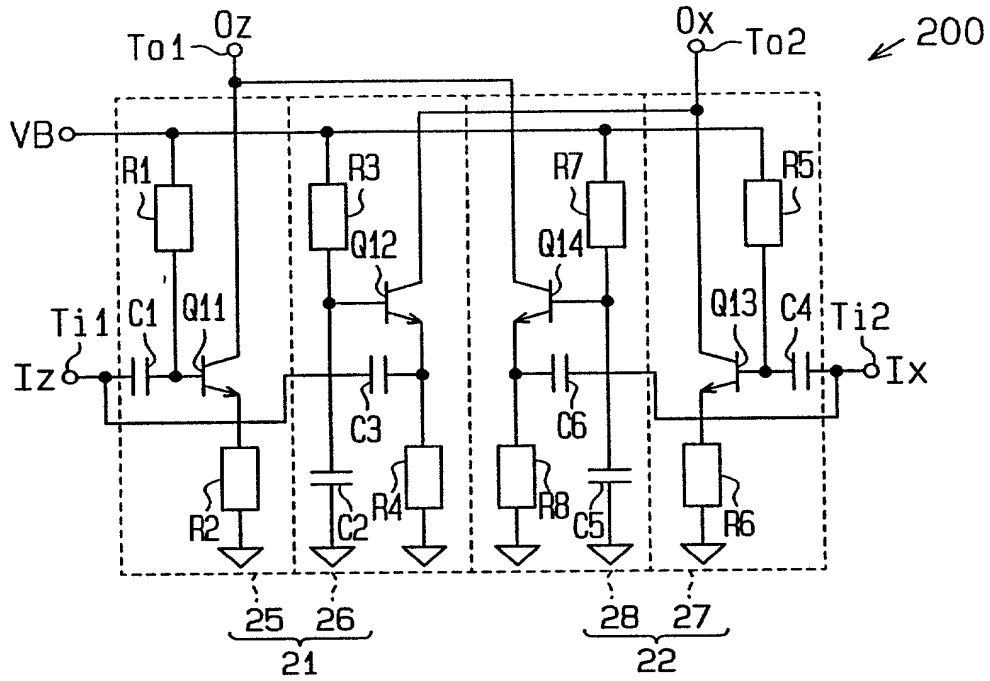 Oz
Ox
200
To1
To2
VB
R1
R3
R7
R5
Q12
Q14
Ti1
C1
Q11
Q13
C4
Ti2
Iz
Ix
C3
C6
R2
C2
R4
R8
C5
R6
25
26
28
27
21
22